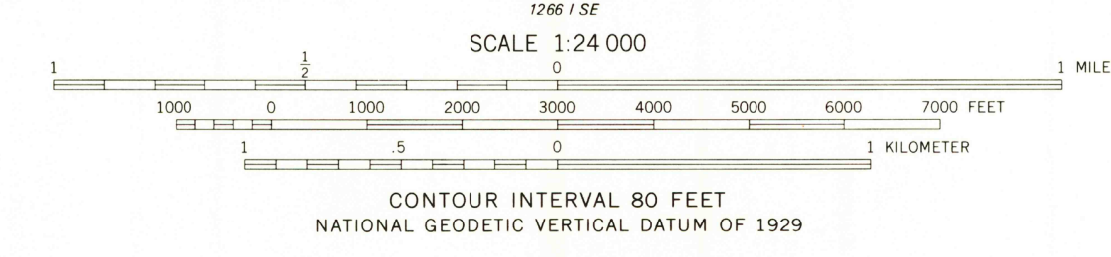 1266 I SE
SCALE 1:24 000
1 1/2 0 1 MILE
1000 0 1000 2000 3000 4000 5000 6000 7000 FEET
1 .5 0 1 KILOMETER
CONTOUR INTERVAL 80 FEET
NATIONAL GEODETIC VERTICAL DATUM OF 1929